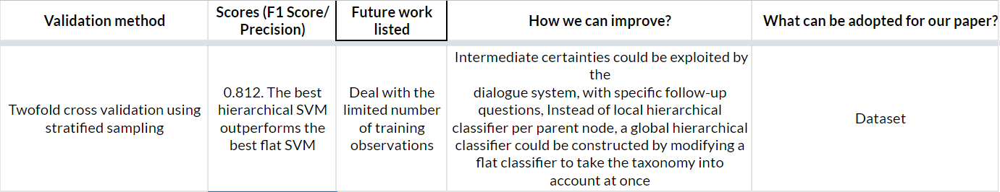 Validation method
Scores (F1 Score/
Precision)
Future work
listed
How we can improve?
What can be adopted for our paper?
Twofold cross validation using
stratified sampling
0.812. The best
hierarchical SVM
outperforms the
best flat SVM
Deal with the
limited number
of training
observations
Intermediate certainties could be exploited by
the
dialogue system, with specific follow-up
questions, Instead of local hierarchical
classifier per parent node, a global hierarchical
classifier could be constructed by modifying a
flat classifier to take the taxonomy into
account at once
Dataset